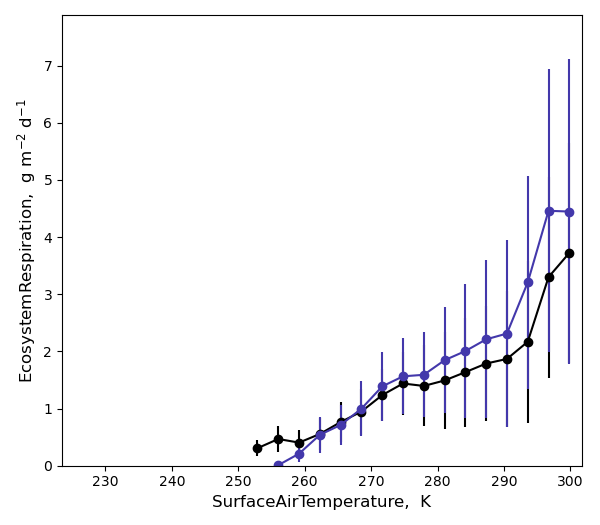 7
6
5
4
3
2
1
0
EcosystemRespiration,  g m⁻² d⁻¹
230 240 250 260 270 280 290 300
SurfaceAirTemperature,  K